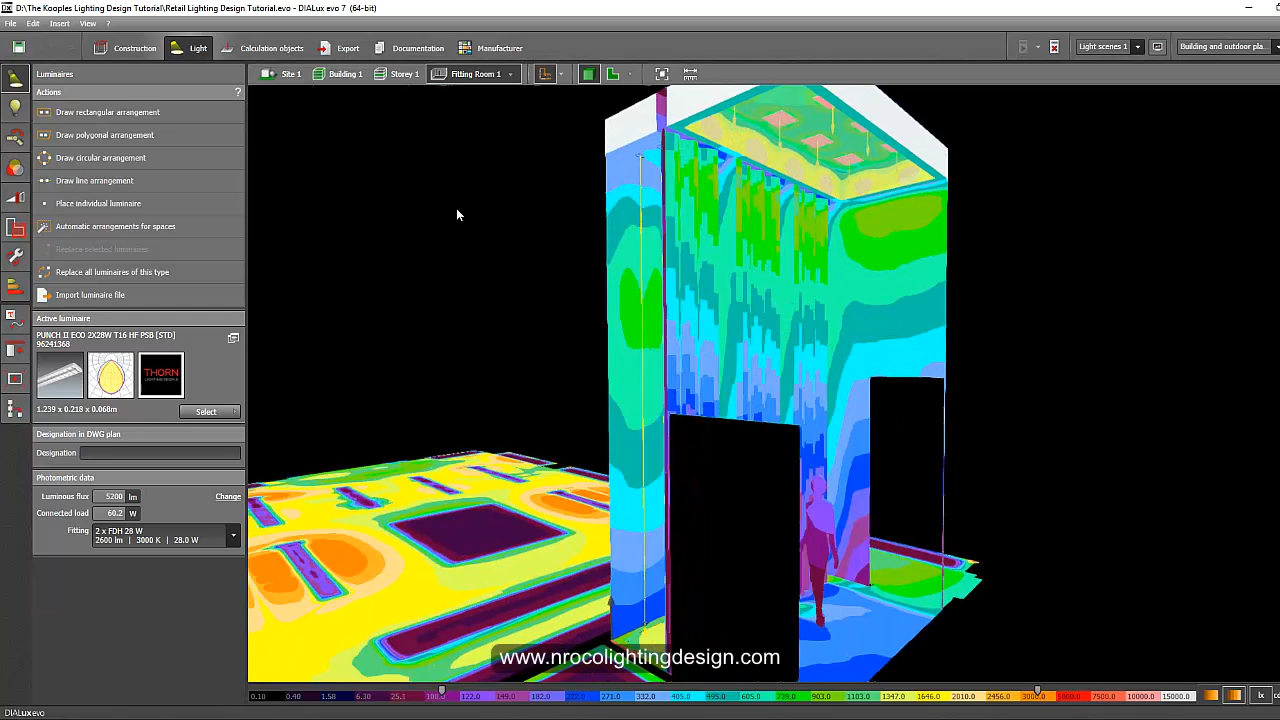 D:\The Kooples Lighting Design Tutorial\Retail Lighting Design Tutorial.evo - DIALux evo 7 (64-bit)
File Edit Insert View ?
Construction Light Calculation objects Export Documentation Manufacturer Light scenes 1 Building and outdoor pla...
Luminaires Site 1 Building 1 Storey 1 Fitting Room 1
Actions ?
Draw rectangular arrangement
Draw polygonal arrangement
Draw circular arrangement
Draw line arrangement
Place individual luminaire
Automatic arrangements for spaces
Replace selected luminaires
Replace all luminaires of this type
Import luminaire file
Active luminaire
PUNCH II ECO 2X28W T16 HF PSB [STD]
96241368
THORN
LIGHTING PEOPLE
1.239 x 0.218 x 0.068m Select
Designation in DWG plan
Designation
Photometric data
Luminous flux 5200 lm Change
Connected load 60.2 W
Fitting 2 x FDH 28 W
2600 lm | 3000 K | 28.0 W
www.nrocolightingdesign.com
0.10 0.40 1.58 6.30 25.1 100.0 122.0 149.0 182.0 222.0 271.0 332.0 405.0 495.0 605.0 739.0 903.0 1103.0 1347.0 1646.0 2010.0 2456.0 3000.0 5000.0 7500.0 10000.0 15000.0 lx
DIALux evo